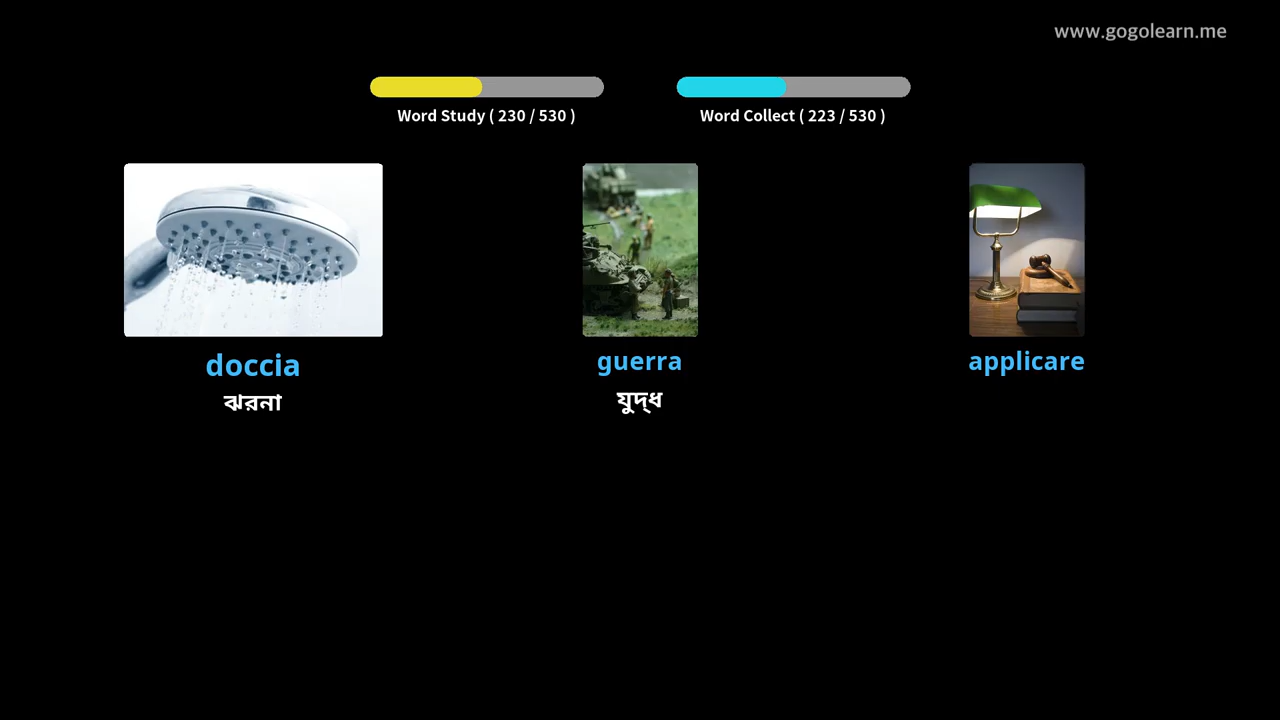 www.gogolearn.me
Word Study ( 230 / 530 )
Word Collect ( 223 / 530 )
doccia
ঝরনা
guerra
যুদ্ধ
applicare